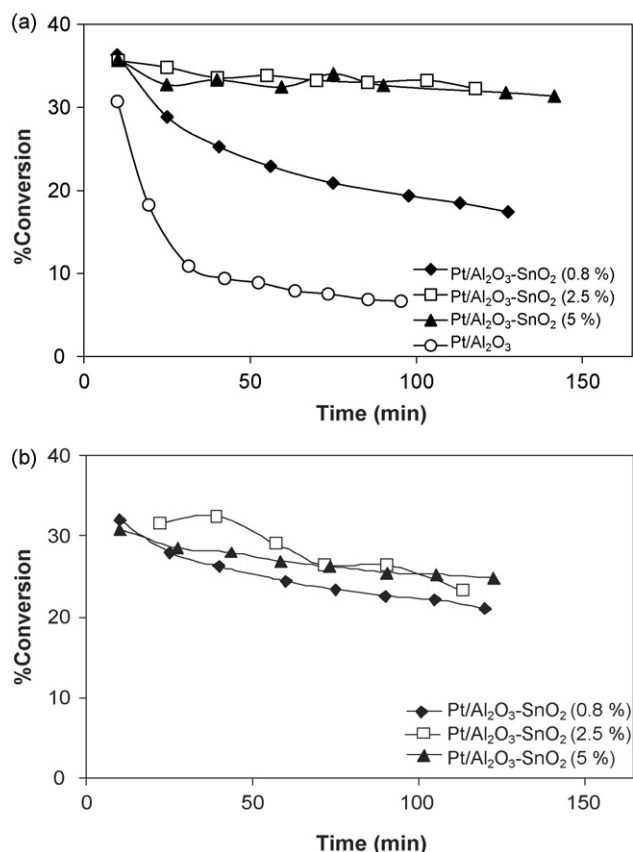 (a)
40
30
20
10
0
%Conversion
Pt/Al₂O₃-SnO₂ (0.8 %)
Pt/Al₂O₃-SnO₂ (2.5 %)
Pt/Al₂O₃-SnO₂ (5 %)
Pt/Al₂O₃
0 50 100 150
Time (min)
(b)
40
30
20
10
0
%Conversion
Pt/Al₂O₃-SnO₂ (0.8 %)
Pt/Al₂O₃-SnO₂ (2.5 %)
Pt/Al₂O₃-SnO₂ (5 %)
0 50 100 150
Time (min)